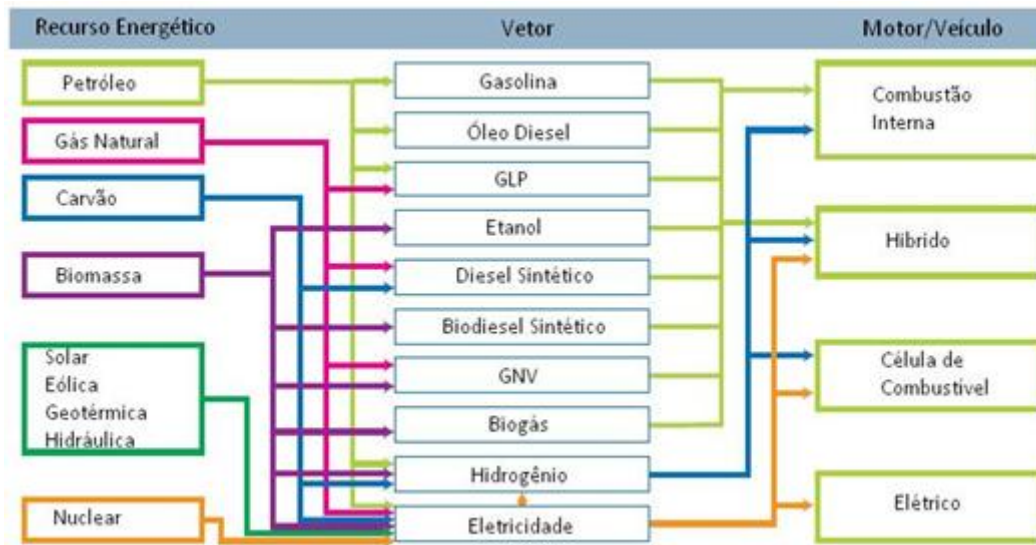 Recurso Energético
Vetor
Motor/Veículo
Petróleo
Gás Natural
Carvão
Biomassa
Solar
Eólica
Geotérmica
Hidráulica
Nuclear
Gasolina
Óleo Diesel
GLP
Etanol
Diesel Sintético
Biodiesel Sintético
GNV
Biogás
Hidrogênio
Eletricidade
Combustão
Interna
Híbrido
Célula de
Combustível
Elétrico